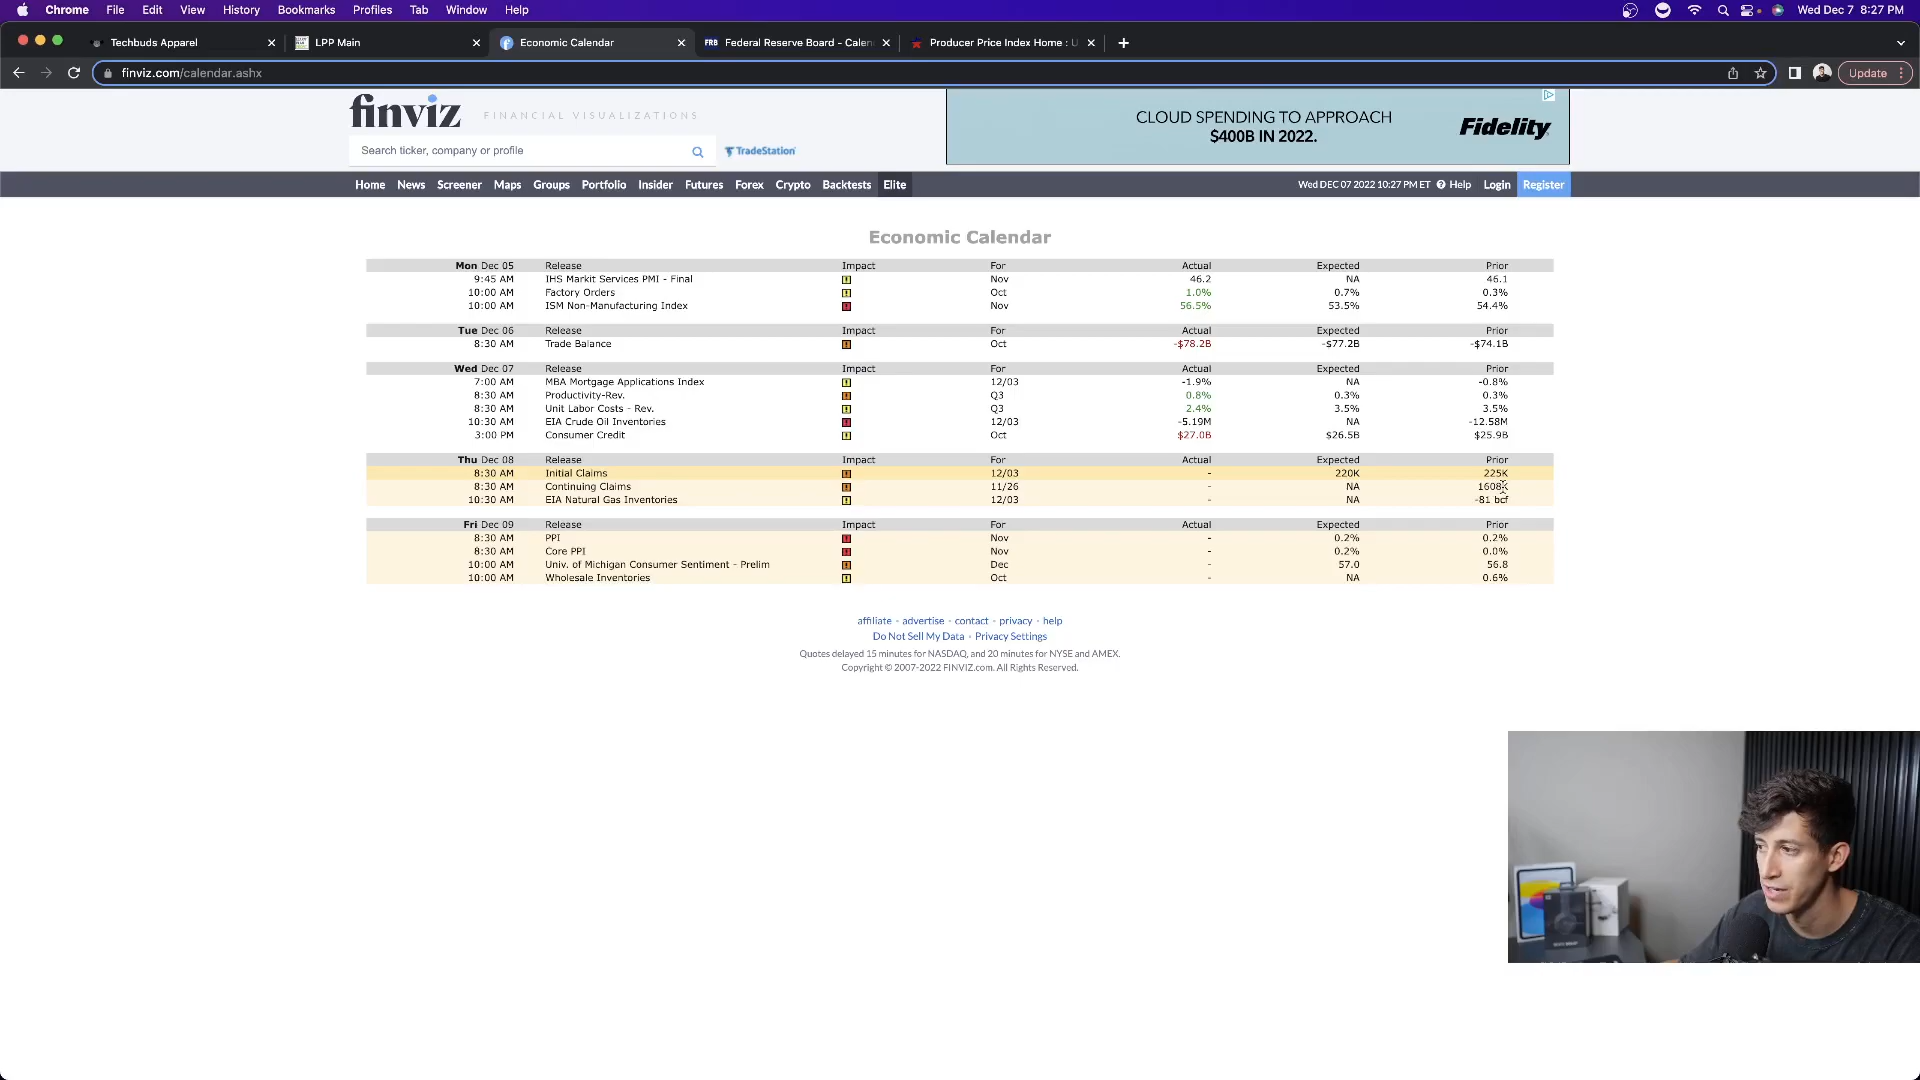 Chrome File Edit View History Bookmarks Profiles Tab Window Help Wed Dec 7 8:27 PM
Techbuds Apparel LPP Main Economic Calendar FRB Federal Reserve Board - Calen Producer Price Index Home : U
finviz.com/calendar.ashx Update
finviz FINANCIAL VISUALIZATIONS
CLOUD SPENDING TO APPROACH
$400B IN 2022.
Fidelity
Search ticker, company or profile TradeStation
Home News Screener Maps Groups Portfolio Insider Futures Forex Crypto Backtests Elite Wed DEC 07 2022 10:27 PM ET Help Login Register
Economic Calendar
Mon Dec 05 Release Impact For Actual Expected Prior
9:45 AM IHS Markit Services PMI - Final Nov 46.2 NA 46.1
10:00 AM Factory Orders Oct 1.0% 0.7% 0.3%
10:00 AM ISM Non-Manufacturing Index Nov 56.5% 53.5% 54.4%
Tue Dec 06 Release Impact For Actual Expected Prior
8:30 AM Trade Balance Oct -$78.2B -$77.2B -$74.1B
Wed Dec 07 Release Impact For Actual Expected Prior
7:00 AM MBA Mortgage Applications Index 12/03 -1.9% NA -0.8%
8:30 AM Productivity-Rev. Q3 0.8% 0.3% 0.3%
8:30 AM Unit Labor Costs - Rev. Q3 2.4% 3.5% 3.5%
10:30 AM EIA Crude Oil Inventories 12/03 -5.19M NA -12.58M
3:00 PM Consumer Credit Oct $27.0B $26.5B $25.9B
Thu Dec 08 Release Impact For Actual Expected Prior
8:30 AM Initial Claims 12/03 - 220K 225K
8:30 AM Continuing Claims 11/26 - NA 1608K
10:30 AM EIA Natural Gas Inventories 12/03 - NA -81 bcf
Fri Dec 09 Release Impact For Actual Expected Prior
8:30 AM PPI Nov - 0.2% 0.2%
8:30 AM Core PPI Nov - 0.2% 0.0%
10:00 AM Univ. of Michigan Consumer Sentiment - Prelim Dec - 57.0 56.8
10:00 AM Wholesale Inventories Oct - NA 0.6%
affiliate - advertise - contact - privacy - help
Do Not Sell My Data - Privacy Settings
Quotes delayed 15 minutes for NASDAQ, and 20 minutes for NYSE and AMEX.
Copyright © 2007-2022 FINVIZ.com. All Rights Reserved.